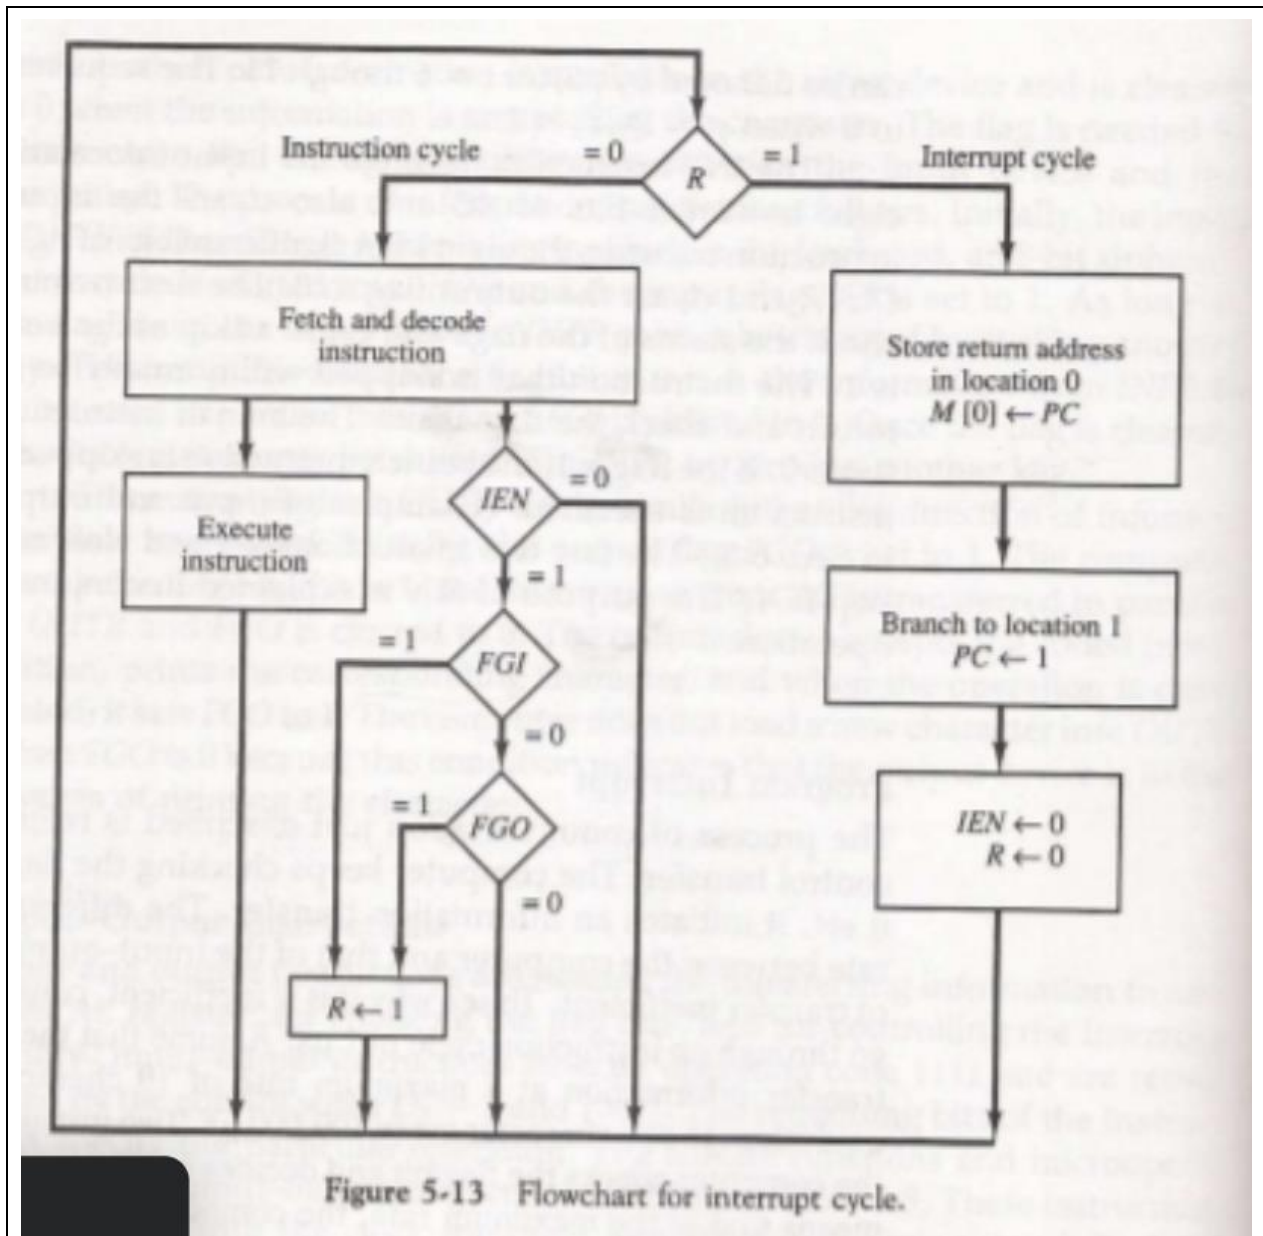 R
= 0
= 1
Instruction cycle
Interrupt cycle
Fetch and decode
instruction
Store return address
in location 0
M [0] ← PC
IEN
= 0
Execute
instruction
= 1
Branch to location 1
PC ← 1
FGI
= 1
= 0
FGO
= 1
= 0
IEN ← 0
R ← 0
R ← 1
Figure 5-13 Flowchart for interrupt cycle.